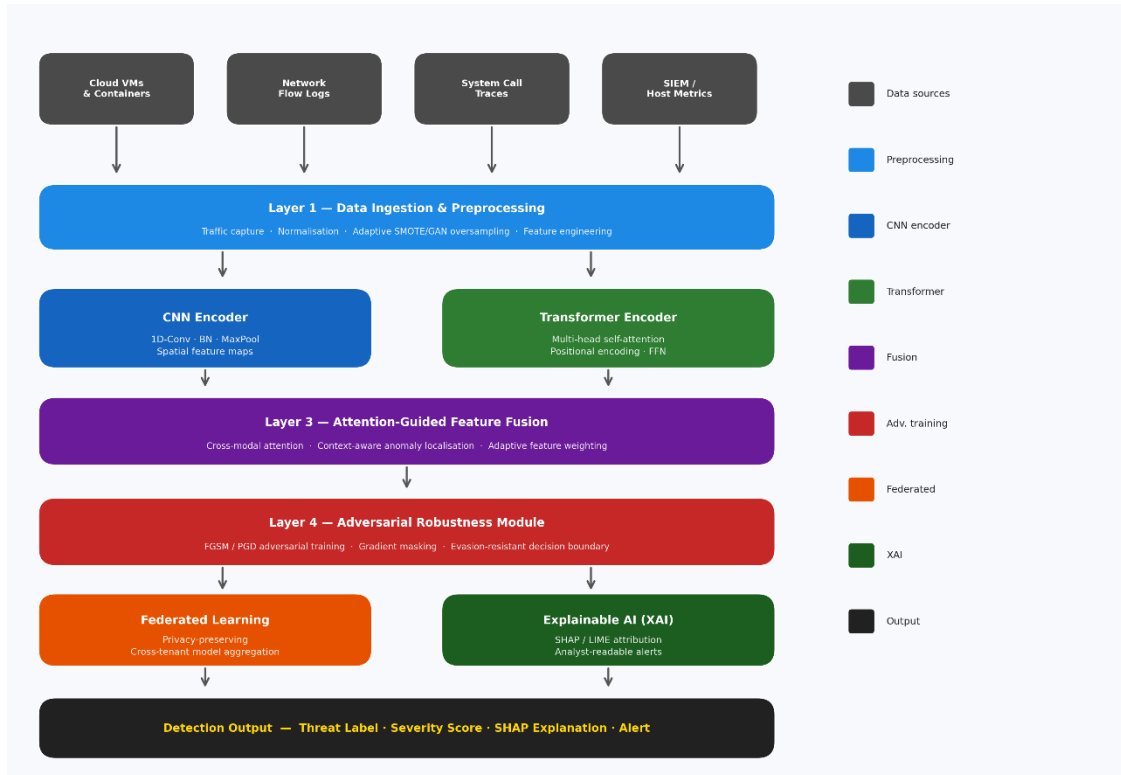 Cloud VMs
& Containers
Network
Flow Logs
System Call
Traces
SIEM /
Host Metrics
Layer 1 — Data Ingestion & Preprocessing
Traffic capture · Normalisation · Adaptive SMOTE/GAN oversampling · Feature engineering
CNN Encoder
1D-Conv · BN · MaxPool
Spatial feature maps
Transformer Encoder
Multi-head self-attention
Positional encoding · FFN
Layer 3 — Attention-Guided Feature Fusion
Cross-modal attention · Context-aware anomaly localisation · Adaptive feature weighting
Layer 4 — Adversarial Robustness Module
FGSM / PGD adversarial training · Gradient masking · Evasion-resistant decision boundary
Federated Learning
Privacy-preserving
Cross-tenant model aggregation
Explainable AI (XAI)
SHAP / LIME attribution
Analyst-readable alerts
Detection Output — Threat Label · Severity Score · SHAP Explanation · Alert
Data sources
Preprocessing
CNN encoder
Transformer
Fusion
Adv. training
Federated
XAI
Output